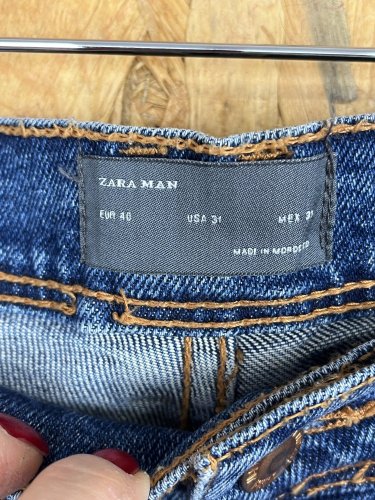 ZARA MAN
EUR 40 USA 31 MEX 31
MADE IN MOROCCO